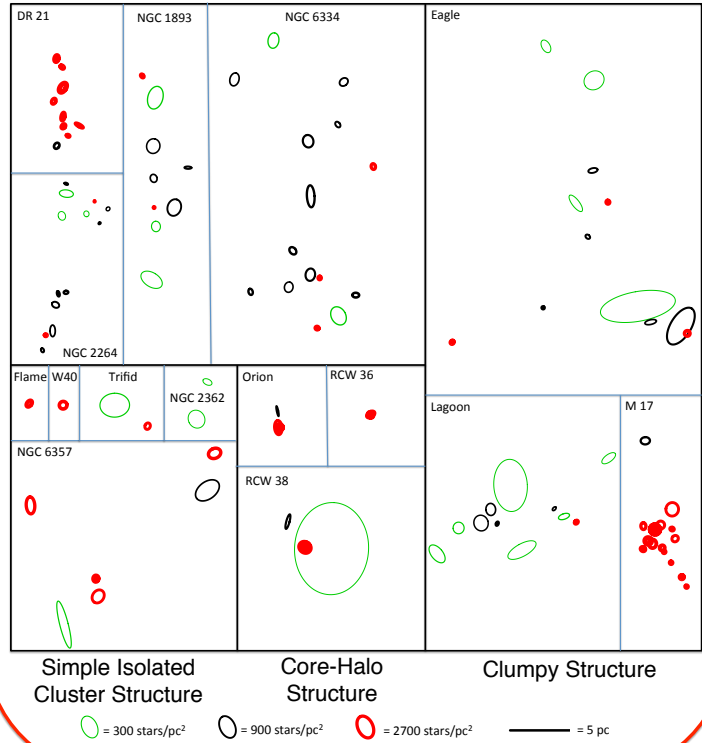 DR 21
NGC 1893
NGC 6334
Eagle
NGC 2264
Flame
W40
Trifid
NGC 2362
Orion
RCW 36
Lagoon
M 17
NGC 6357
RCW 38
Simple Isolated
Cluster Structure
Core-Halo
Structure
Clumpy Structure
= 300 stars/pc²
= 900 stars/pc²
= 2700 stars/pc²
= 5 pc